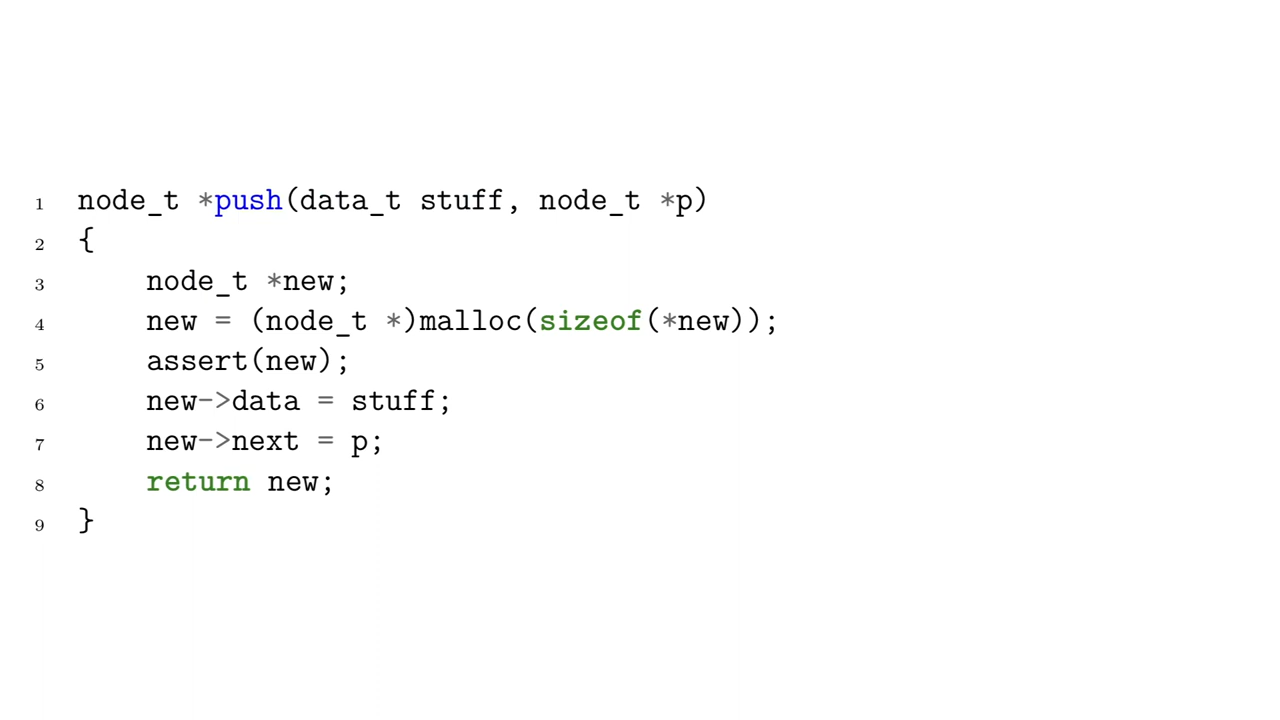 1 node_t *push(data_t stuff, node_t *p)
2 {
3     node_t *new;
4     new = (node_t *)malloc(sizeof(*new));
5     assert(new);
6     new->data = stuff;
7     new->next = p;
8     return new;
9 }